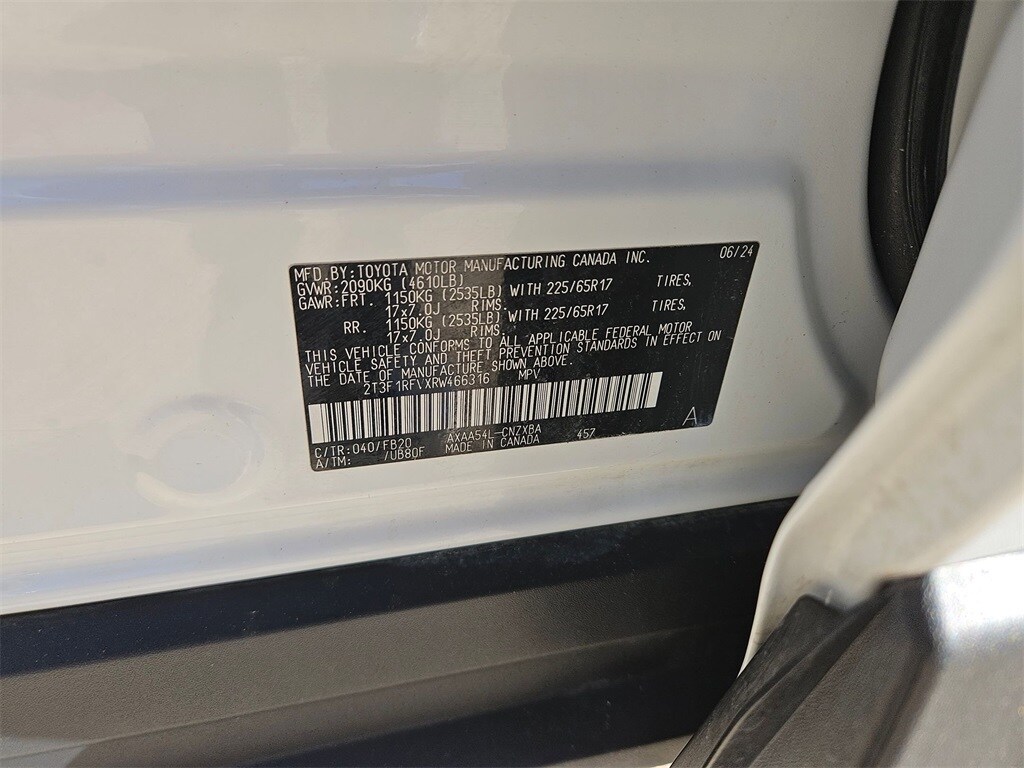 MFD.BY:TOYOTA MOTOR MANUFACTURING CANADA INC. 06/24
GVWR:2090KG (4610LB)
GAWR:FRT. 1150KG (2535LB) WITH 225/65R17 TIRES,
17x7.0J RIMS.
RR. 1150KG (2535LB) WITH 225/65R17 TIRES,
17x7.0J RIMS.
THIS VEHICLE CONFORMS TO ALL APPLICABLE FEDERAL MOTOR
VEHICLE SAFETY AND THEFT PREVENTION STANDARDS IN EFFECT ON
THE DATE OF MANUFACTURE SHOWN ABOVE.
2T3F1RFVXRW466316 MPV
C/TR:040/FB20 AXAA54L-CNZXBA 457 A
A/TM: /UB80F MADE IN CANADA